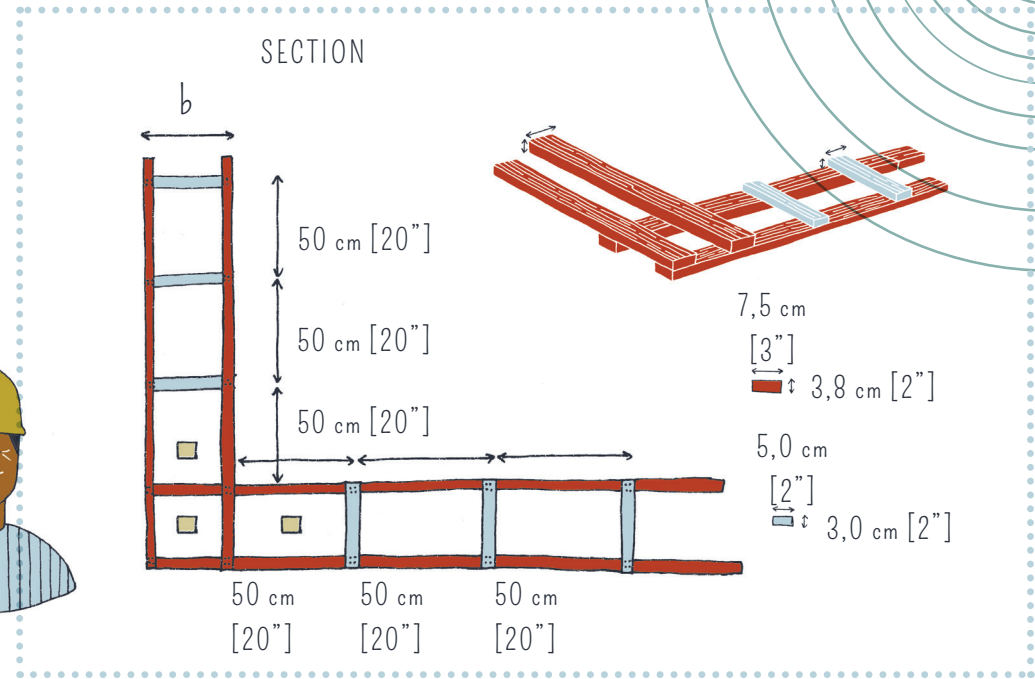 SECTION
b
50 cm [20”]
50 cm [20”]
50 cm [20”]
50 cm
[20”]
50 cm
[20”]
50 cm
[20”]
7,5 cm
[3”]
3,8 cm [2”]
5,0 cm
[2”]
3,0 cm [2”]